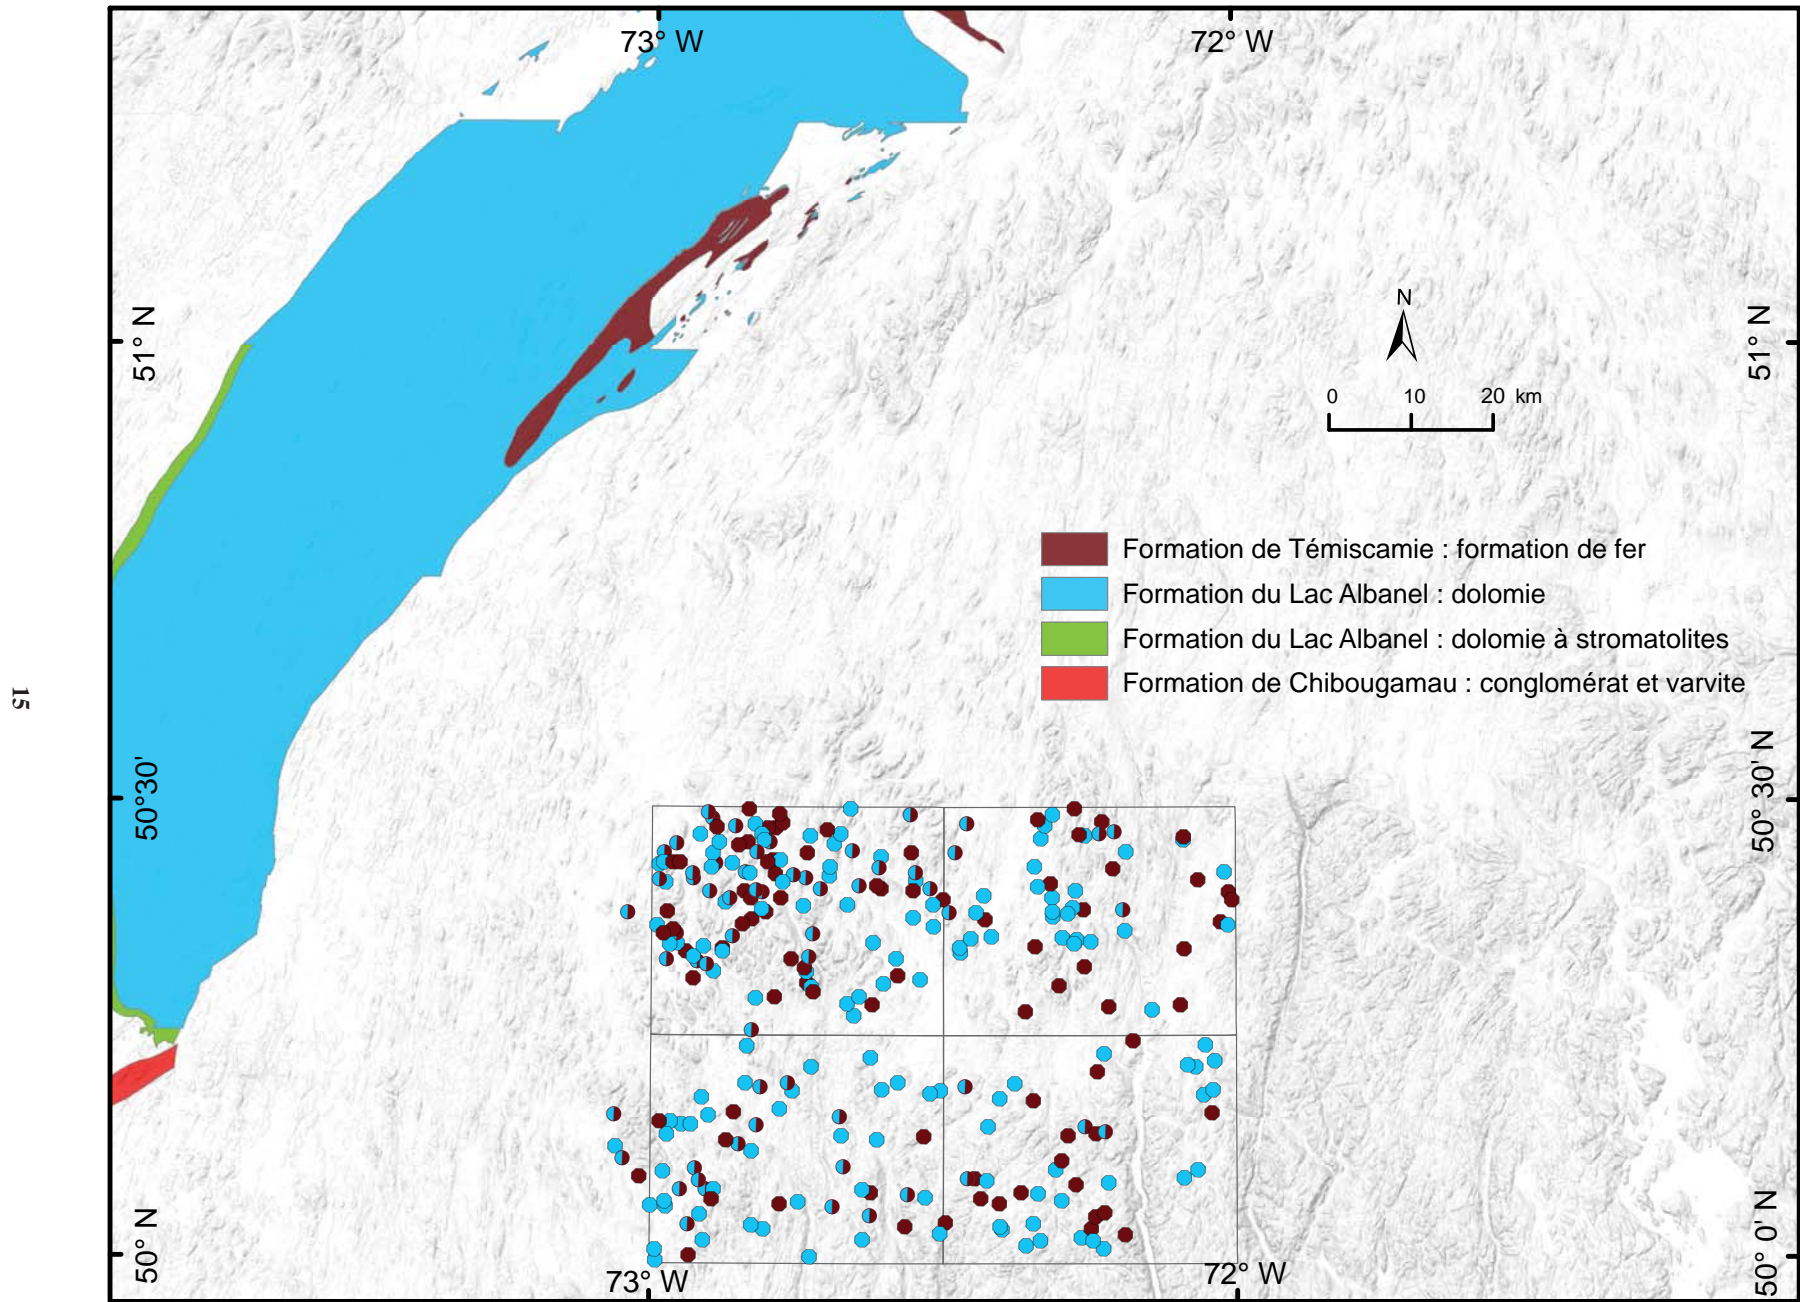 73° W
72° W
51° N
51° N
N
0 10 20 km
Formation de Témiscamie : formation de fer
Formation du Lac Albanel : dolomie
Formation du Lac Albanel : dolomie à stromatolites
Formation de Chibougamau : conglomérat et varvite
15
50°30'
50° 30' N
50° N
50° 0' N
73° W
72° W